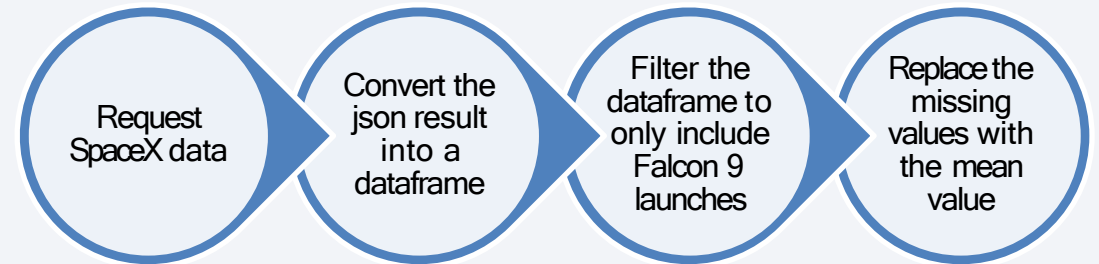 Request
SpaceX data
Convert the
json result
into a
dataframe
Filter the
dataframe to
only include
Falcon 9
launches
Replace the
missing
values with
the mean
value